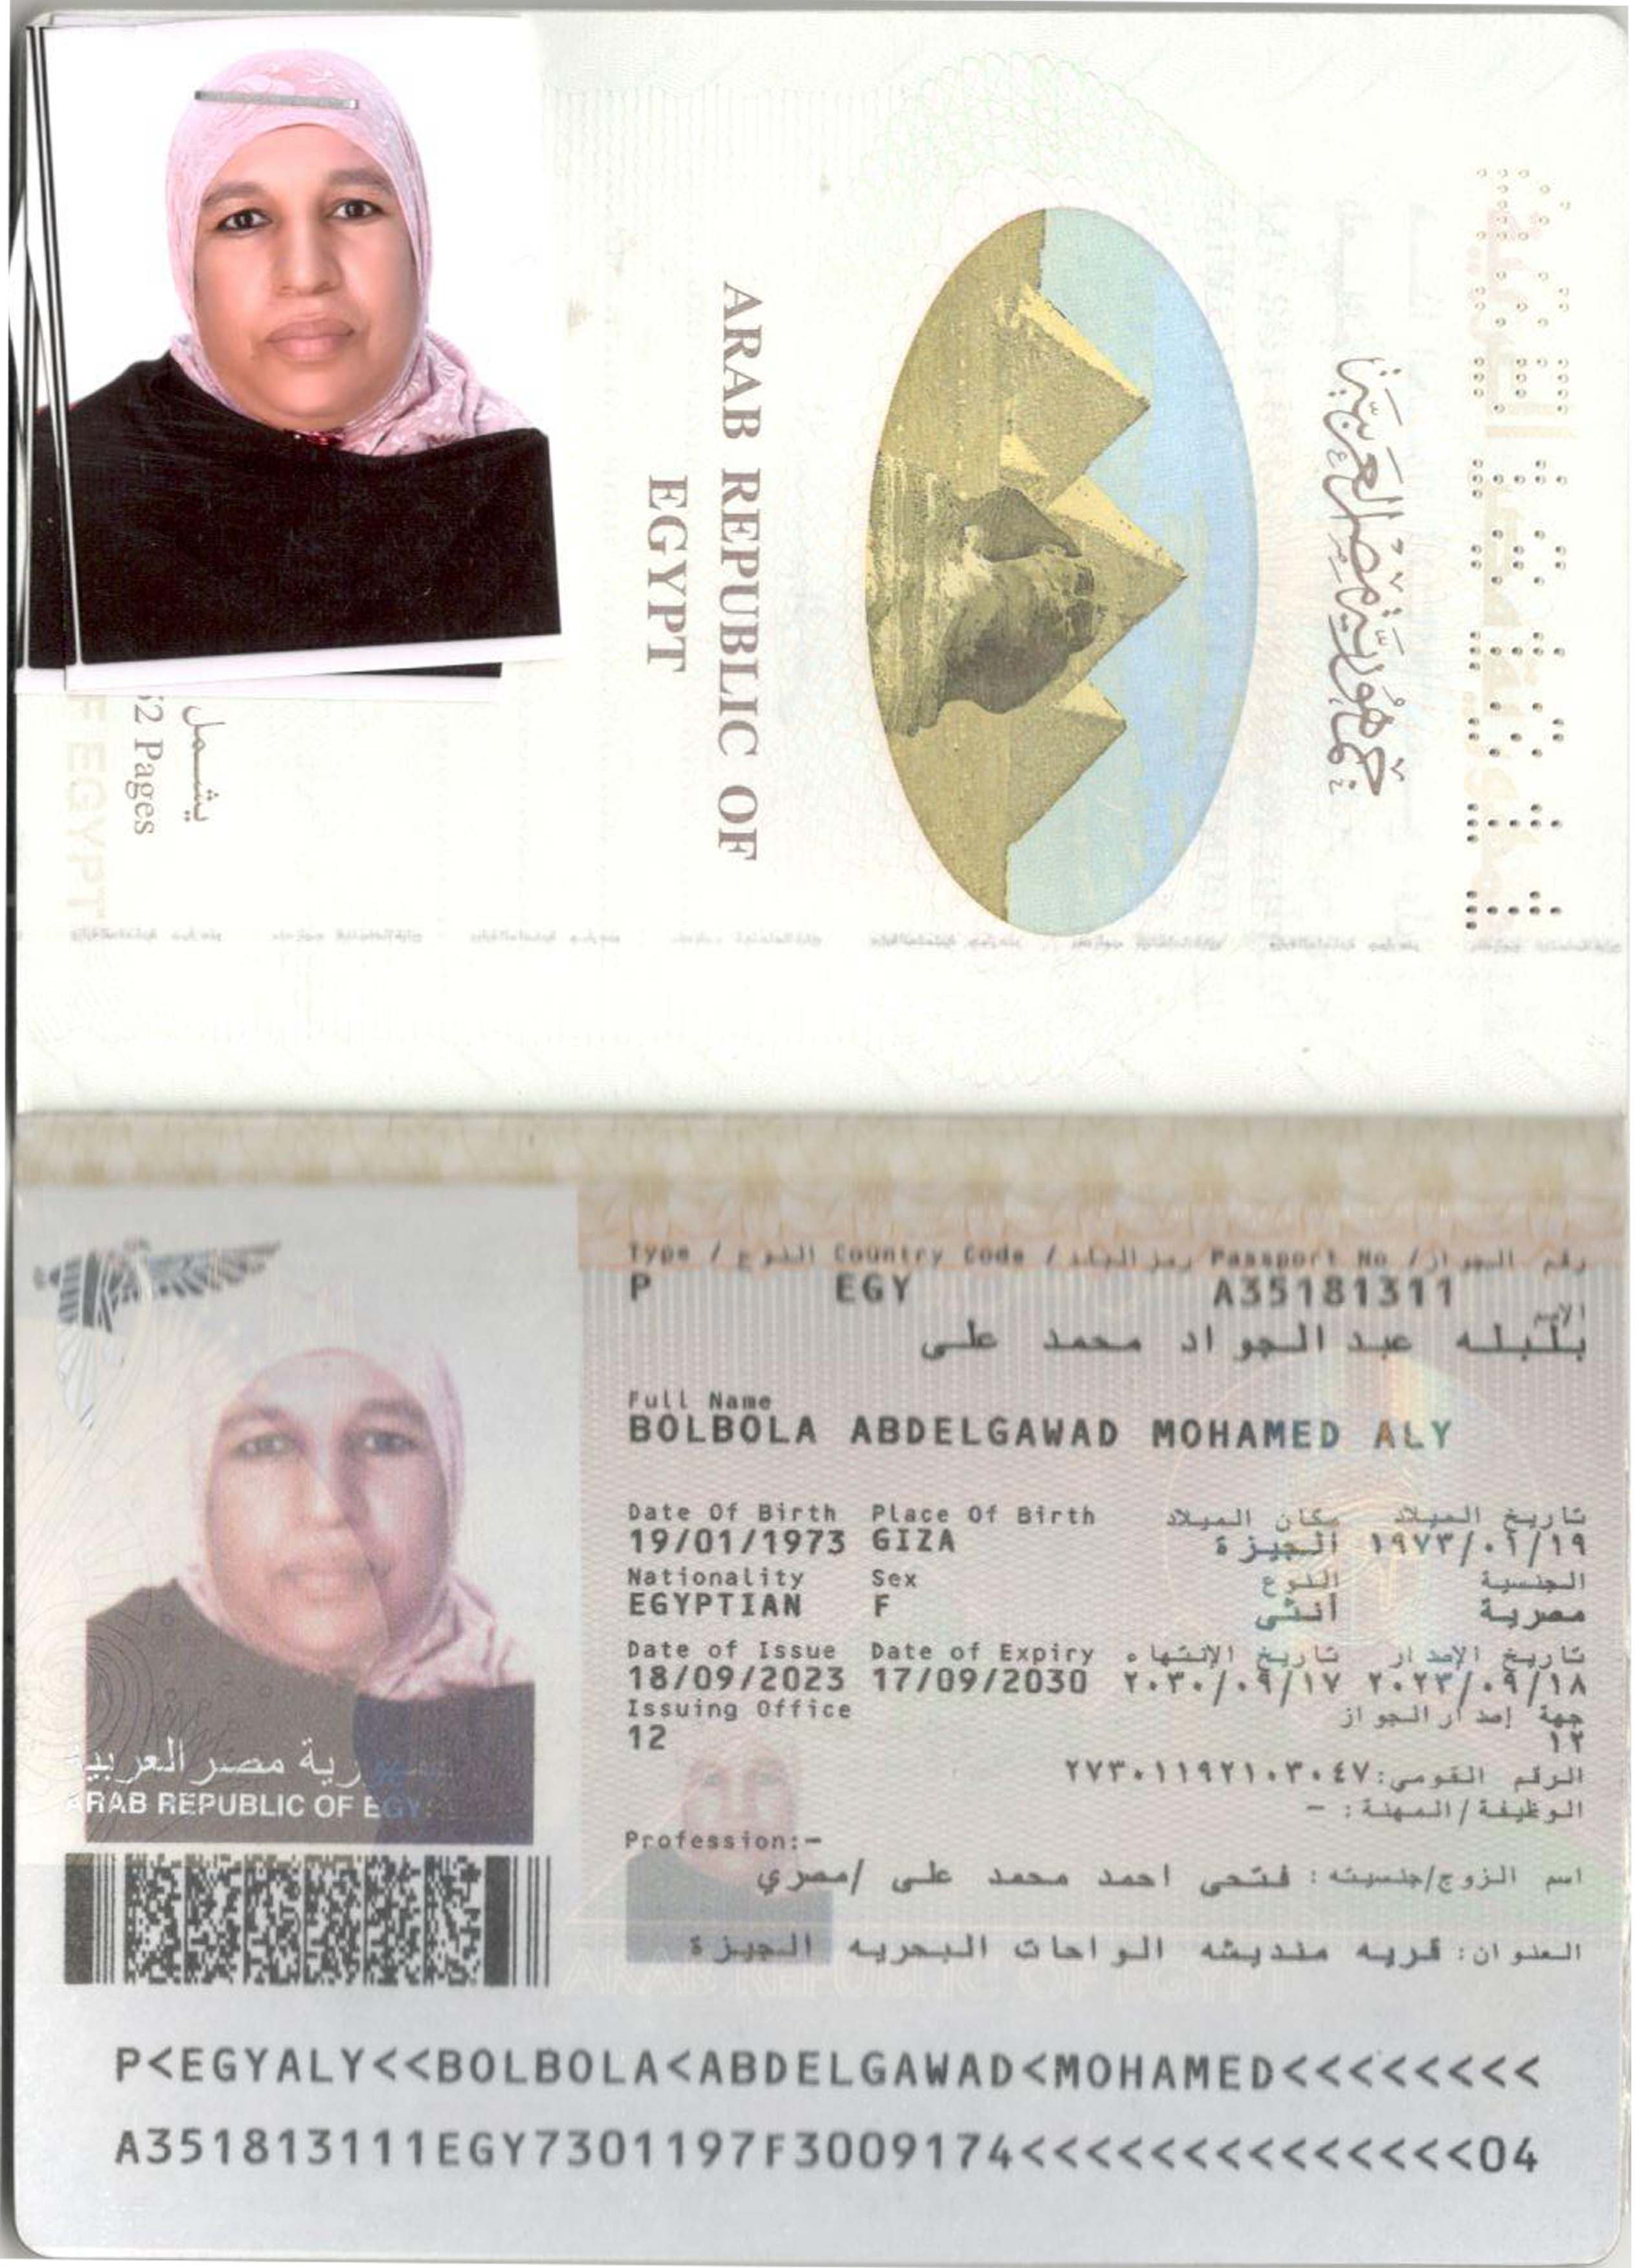 ARAB REPUBLIC OF
EGYPT
يشمل
52 Pages
F EGYPT
Type / النوع Country Code / رمز البلد Passport No / رقم الجواز
P EGY A35181311
الاسم
بلبله عبد الجواد محمد على
Full Name
BOLBOLA ABDELGAWAD MOHAMED ALY
Date Of Birth Place Of Birth مكان الميلاد تاريخ الميلاد
19/01/1973 GIZA الجيزة ١٩٧٣/٠١/١٩
Nationality Sex النوع الجنسية
EGYPTIAN F أنثى مصرية
Date of Issue Date of Expiry تاريخ الإنتهاء تاريخ الإصدار
18/09/2023 17/09/2030 ٢٠٣٠/٠٩/١٧ ٢٠٢٣/٠٩/١٨
Issuing Office جهة إصدار الجواز
12 ١٢
الرقم القومي: ٢٧٣٠١١٩٢١٠٣٠٤٧
الوظيفة/المهنة: -
Profession:-
اسم الزوج/جنسيته: فتحى احمد محمد على /مصري
العنوان: قريه منديشه الواحات البحريه الجيزة
رية مصر العربية
ARAB REPUBLIC OF EGY
P<EGYALY<<BOLBOLA<ABDELGAWAD<MOHAMED<<<<<<<<
A351813111EGY7301197F3009174<<<<<<<<<<<<<<04